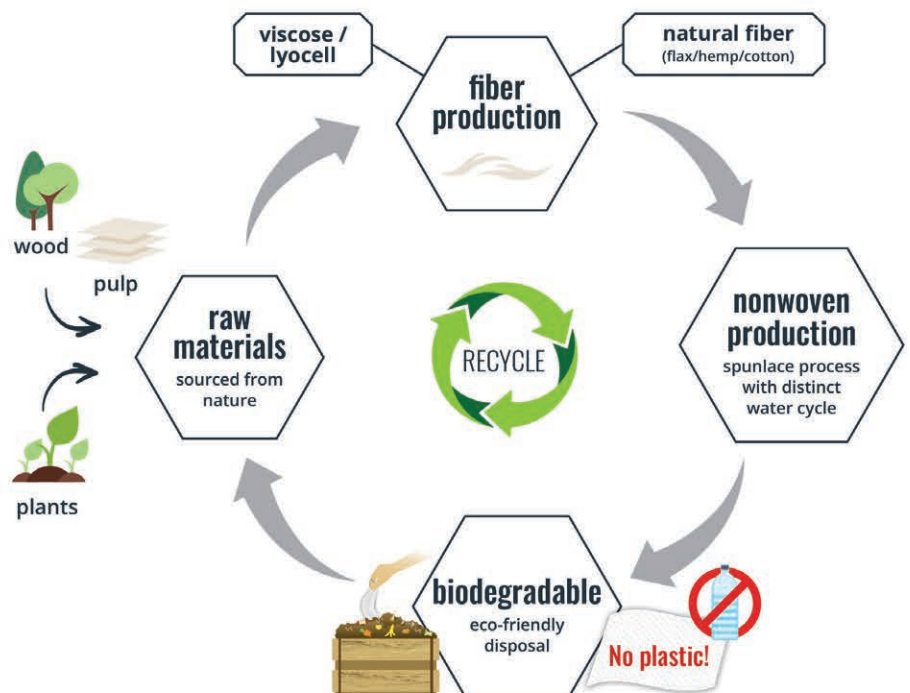 viscose /
lyocell
natural fiber
(flax/hemp/cotton)
fiber
production
wood
pulp
raw
materials
sourced from
nature
RECYCLE
nonwoven
production
spunlace process
with distinct
water cycle
plants
biodegradable
eco-friendly
disposal
No plastic!